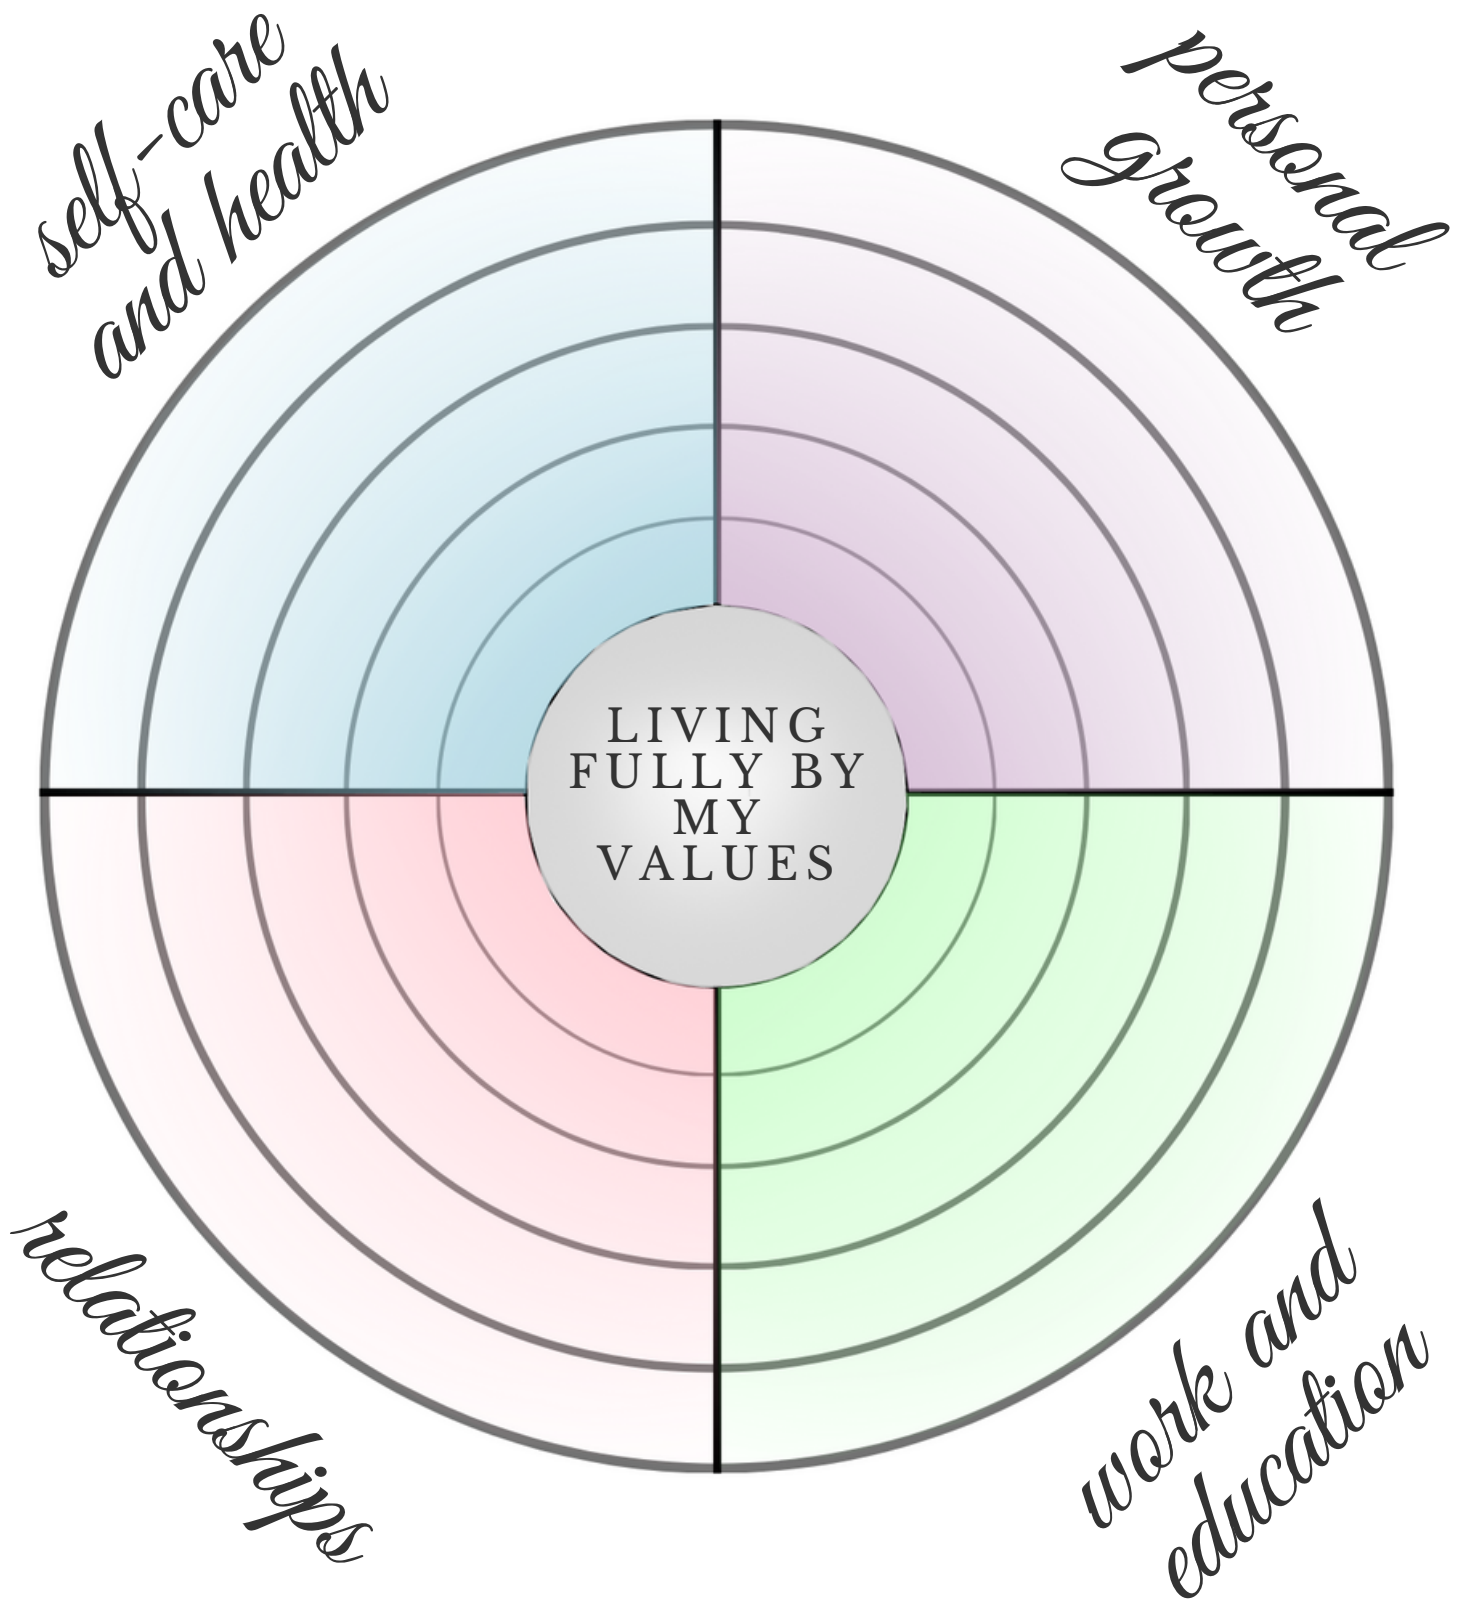 self-care
and health
personal
growth
LIVING
FULLY BY
MY
VALUES
relationships
work and
education